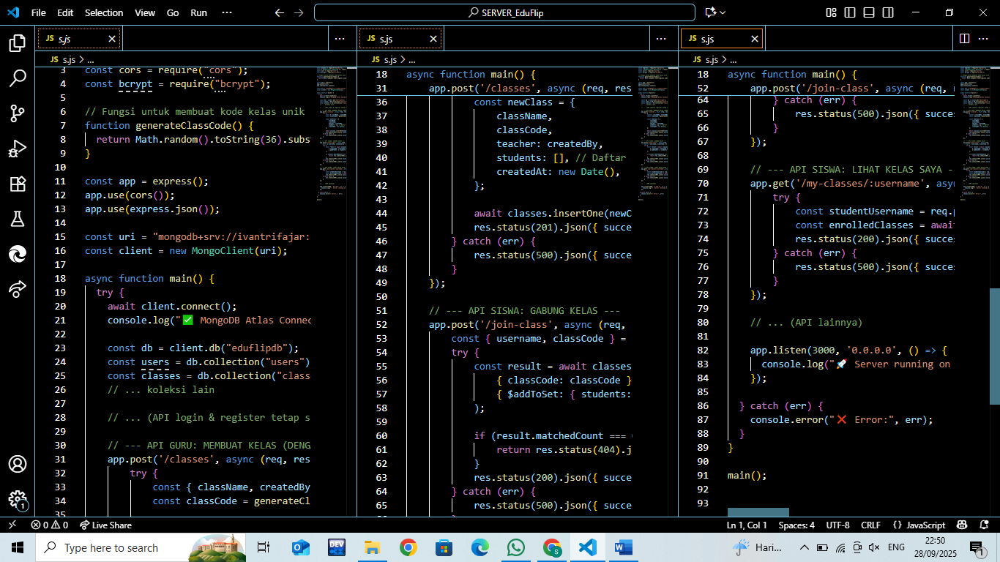 File Edit Selection View Go Run ···
SERVER_EduFlip
JS s.js
JS s.js > ...
3 const cors = require("cors");
4 const bcrypt = require("bcrypt");
5
6 // Fungsi untuk membuat kode kelas unik
7 function generateClassCode() {
8 return Math.random().toString(36).subst
9 }
10
11 const app = express();
12 app.use(cors());
13 app.use(express.json());
14
15 const uri = "mongodb+srv://ivantrifajar:
16 const client = new MongoClient(uri);
17
18 async function main() {
19 try {
20 await client.connect();
21 console.log("✅ MongoDB Atlas Connec
22
23 const db = client.db("eduflipdb");
24 const users = db.collection("users")
25 const classes = db.collection("class
26 // ... koleksi lain
27
28 // ... (API login & register tetap s
29
30 // --- API GURU: MEMBUAT KELAS (DENG
31 app.post('/classes', async (req, res
32 try {
33 const { className, createdBy
34 const classCode = generateCl
35
JS s.js
JS s.js > ...
18 async function main() {
31 app.post('/classes', async (req, res
36 const newClass = {
37 className,
38 classCode,
39 teacher: createdBy,
40 students: [], // Daftar
41 createdAt: new Date(),
42 };
43
44 await classes.insertOne(newC
45 res.status(201).json({ succe
46 } catch (err) {
47 res.status(500).json({ succe
48 }
49 });
50
51 // --- API SISWA: GABUNG KELAS ---
52 app.post('/join-class', async (req,
53 const { username, classCode } =
54 try {
55 const result = await classes
56 { classCode: classCode }
57 { $addToSet: { students:
58 );
59
60 if (result.matchedCount ===
61 return res.status(404).j
62 }
63 res.status(200).json({ succe
64 } catch (err) {
65 res.status(500).json({ succe
JS s.js
JS s.js > ...
18 async function main() {
52 app.post('/join-class', async (req,
64 } catch (err) {
65 res.status(500).json({ succes
66 }
67 });
68
69 // --- API SISWA: LIHAT KELAS SAYA -
70 app.get('/my-classes/:username', asyn
71 try {
72 const studentUsername = req.p
73 const enrolledClasses = awai
74 res.status(200).json({ succes
75 } catch (err) {
76 res.status(500).json({ succes
77 }
78 });
79
80 // ... (API lainnya)
81
82 app.listen(3000, '0.0.0.0', () => {
83 console.log("🚀 Server running on
84 });
85
86 } catch (err) {
87 console.error("❌ Error:", err);
88 }
89 }
90
91 main();
92
93
1
0 0 Live Share Ln 1, Col 1 Spaces: 4 UTF-8 CRLF {} JavaScript
Type here to search
DEV
S
W
Hari...
ENG
22:50
28/09/2025
1